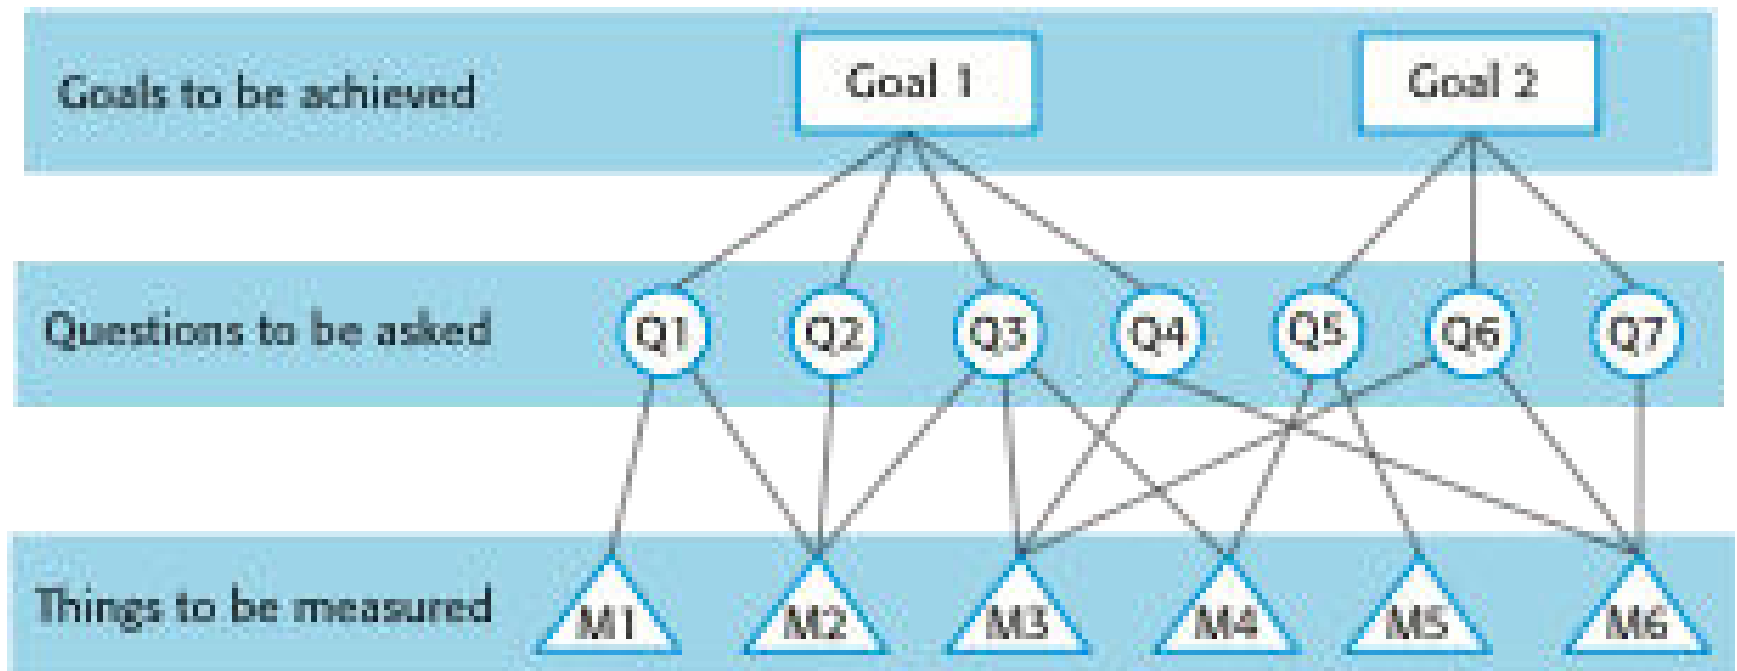 Goals to be achieved
Goal 1
Goal 2
Questions to be asked
Q1
Q2
Q3
Q4
Q5
Q6
Q7
Things to be measured
M1
M2
M3
M4
M5
M6